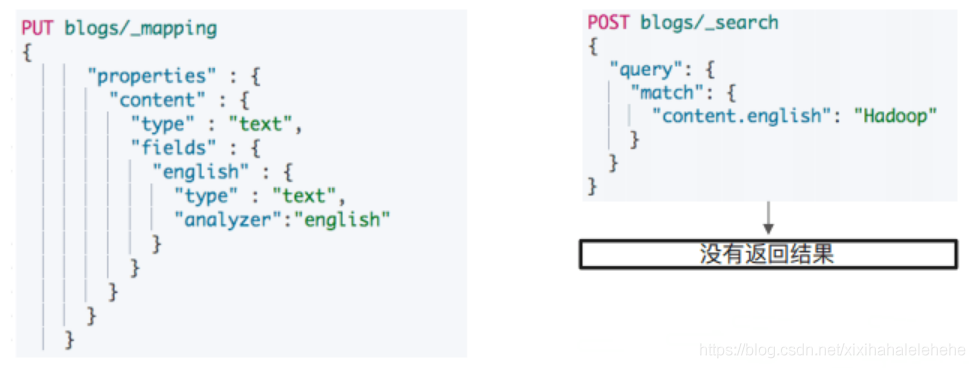 PUT blogs/_mapping
{
"properties" : {
"content" : {
"type" : "text",
"fields" : {
"english" : {
"type" : "text",
"analyzer":"english"
}
}
}
}
}
POST blogs/_search
{
"query": {
"match": {
"content.english": "Hadoop"
}
}
}
没有返回结果
https://blog.csdn.net/xixihahalelehehe